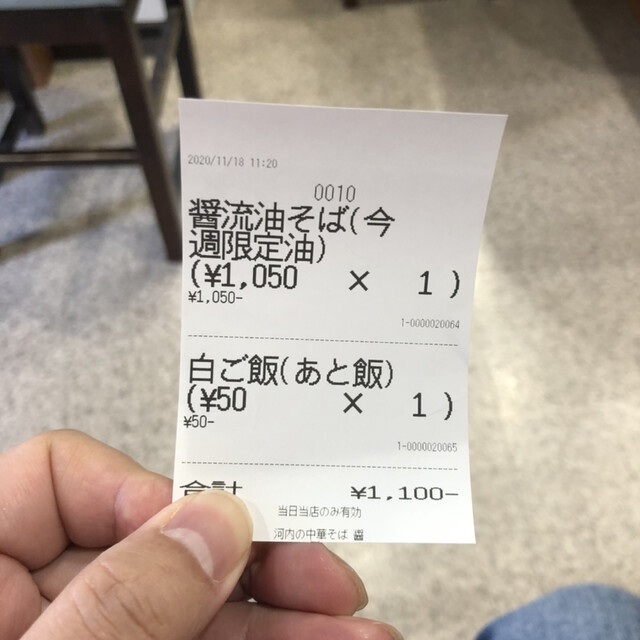 2020/11/18 11:20
0010
醤流油そば(今
週限定油)
(¥1,050 × 1)
¥1,050-
1-0000020064
白ご飯(あと飯)
(¥50 × 1)
¥50-
1-0000020065
合計 ¥1,100-
当日当店のみ有効
河内の中華そば 醤